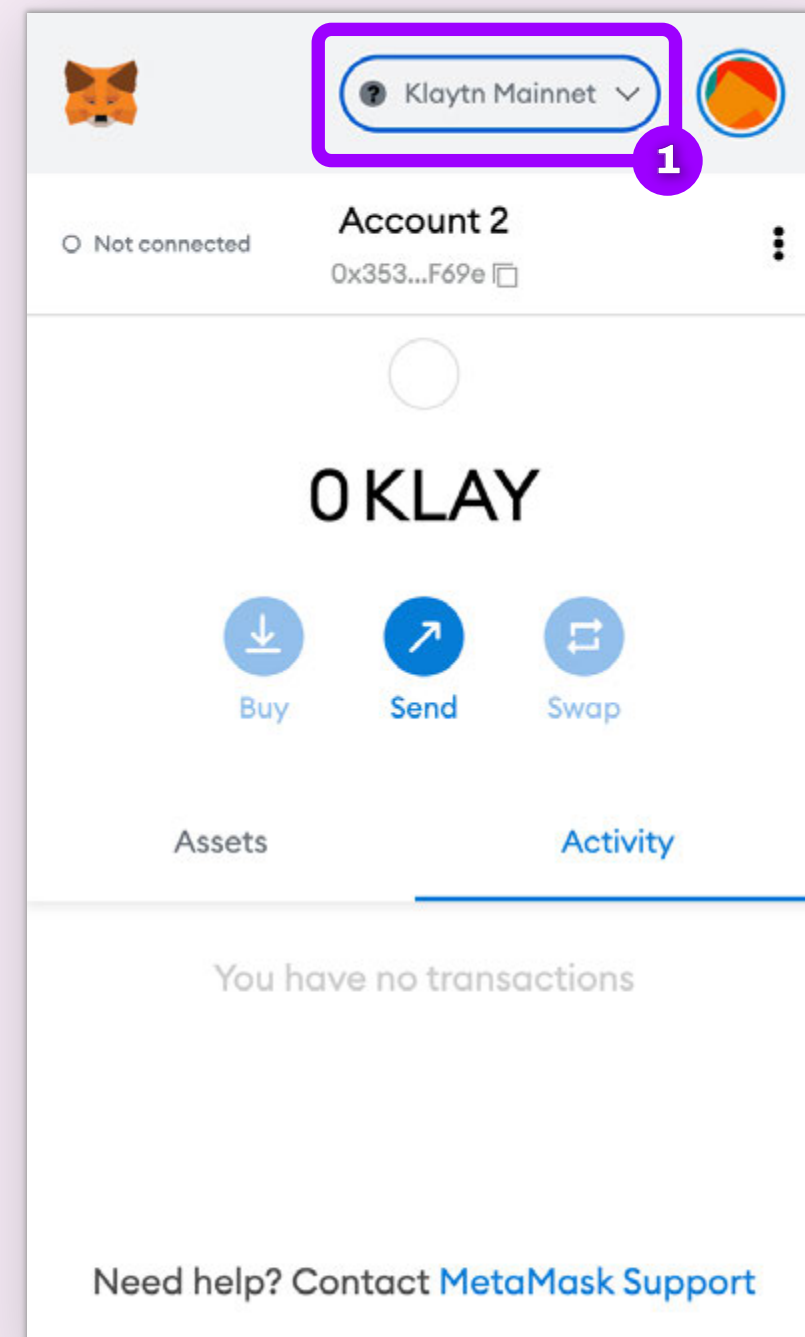 ? Klaytn Mainnet
1
Account 2
Not connected
0x353...F69e
0 KLAY
Buy Send Swap
Assets Activity
You have no transactions
Need help? Contact MetaMask Support